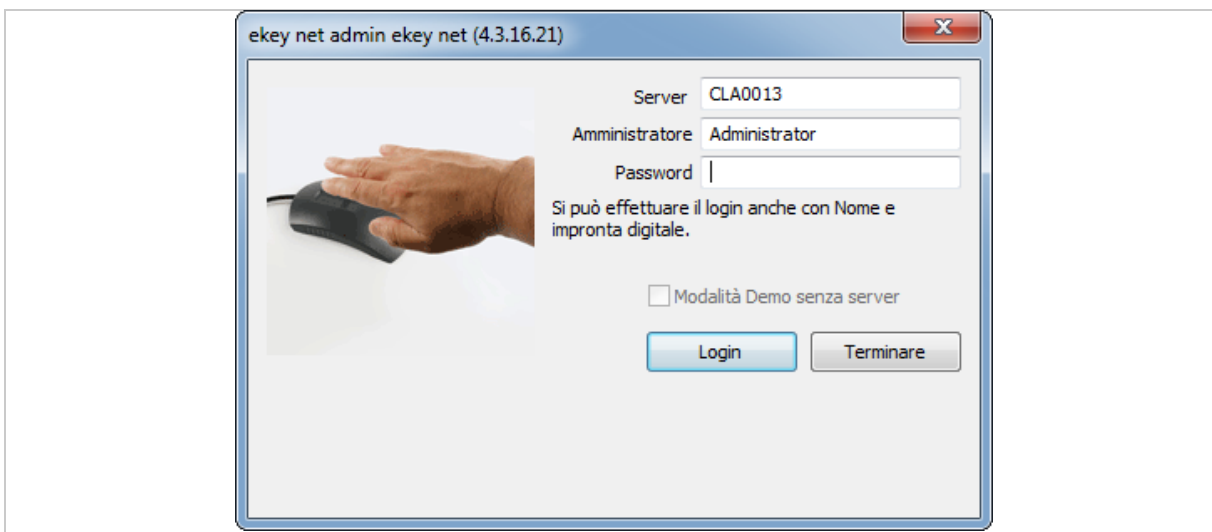 ekey net admin ekey net (4.3.16.21)
Server CLA0013
Amministratore Administrator
Password
Si può effettuare il login anche con Nome e
impronta digitale.
Modalità Demo senza server
Login Terminare